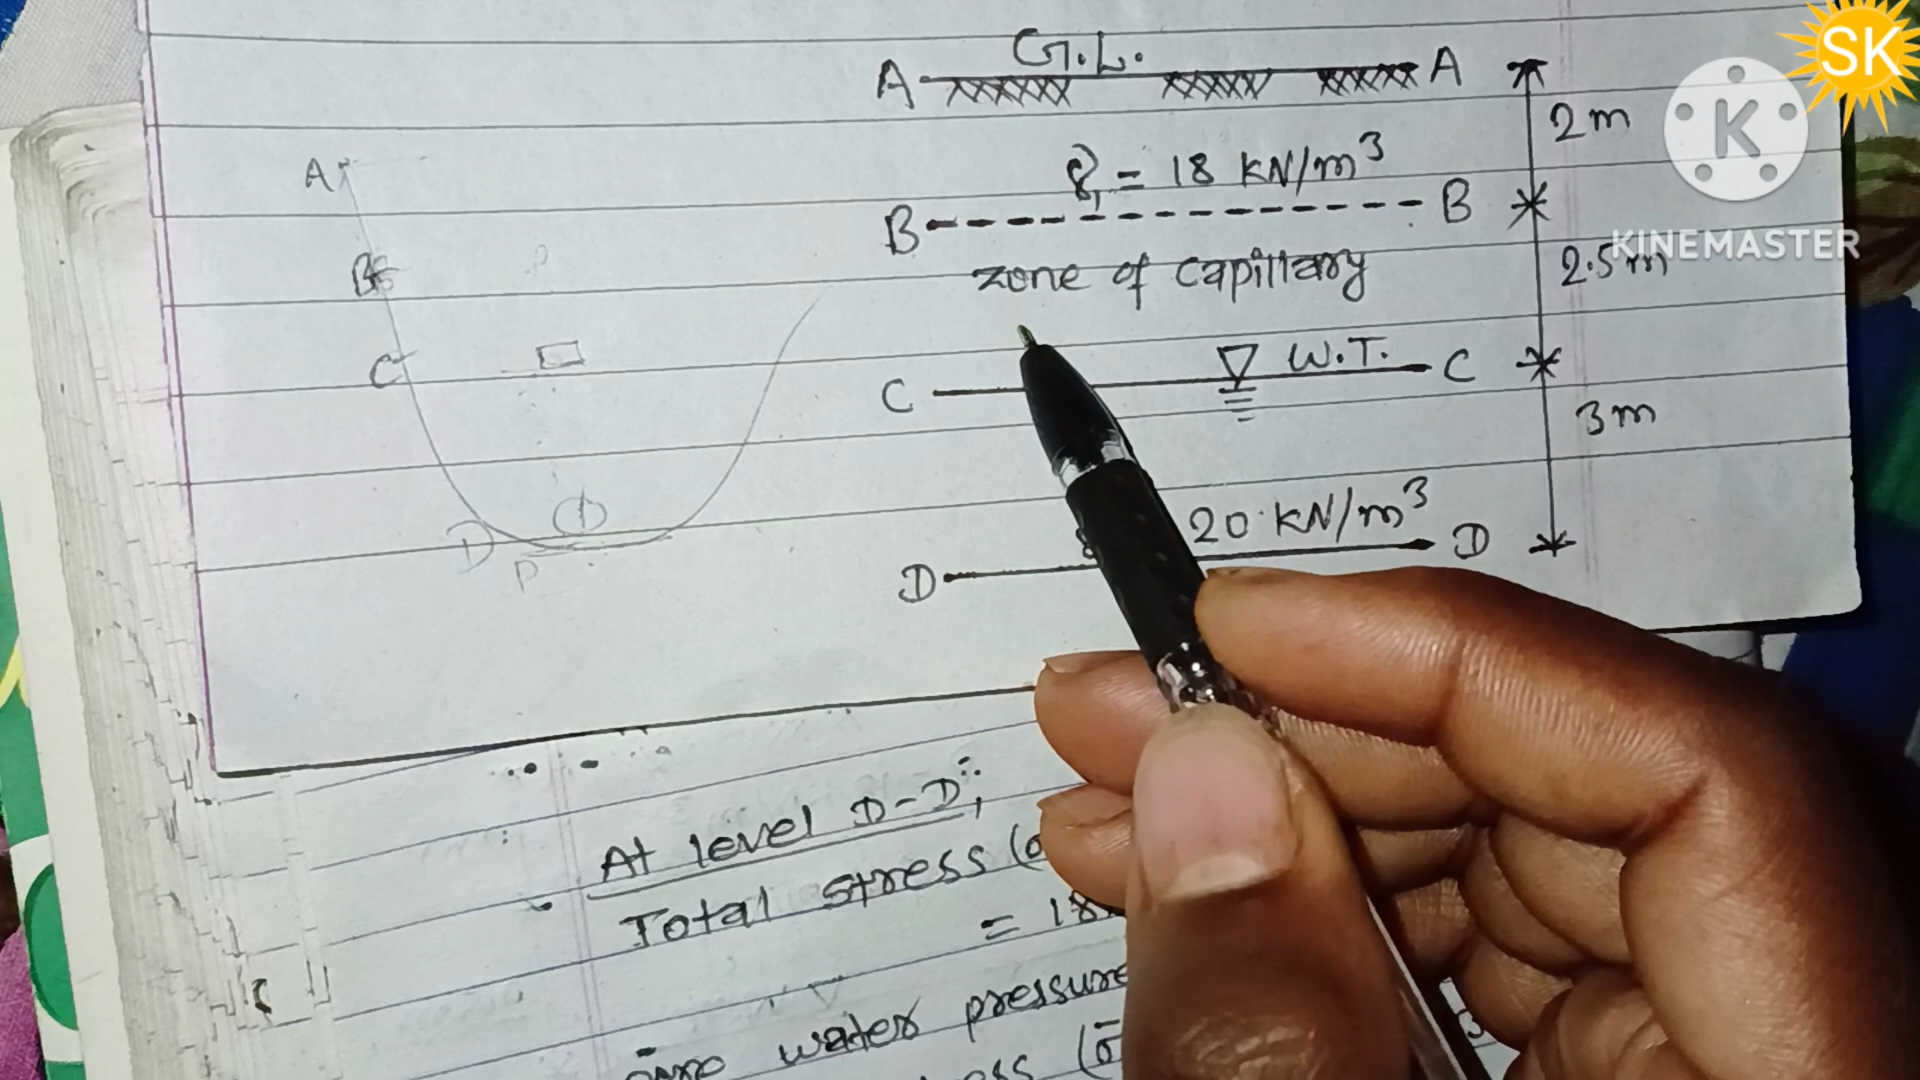 SK
K
KINEMASTER
G.L.
A A
2m
γ₁ = 18 KN/m³
B B
zone of capillary
2.5m
W.T.
C C
3m
20 KN/m³
D D
A
B
C
D
P
At level D-D;
Total stress (σ
= 18
water pressure
(σ̄